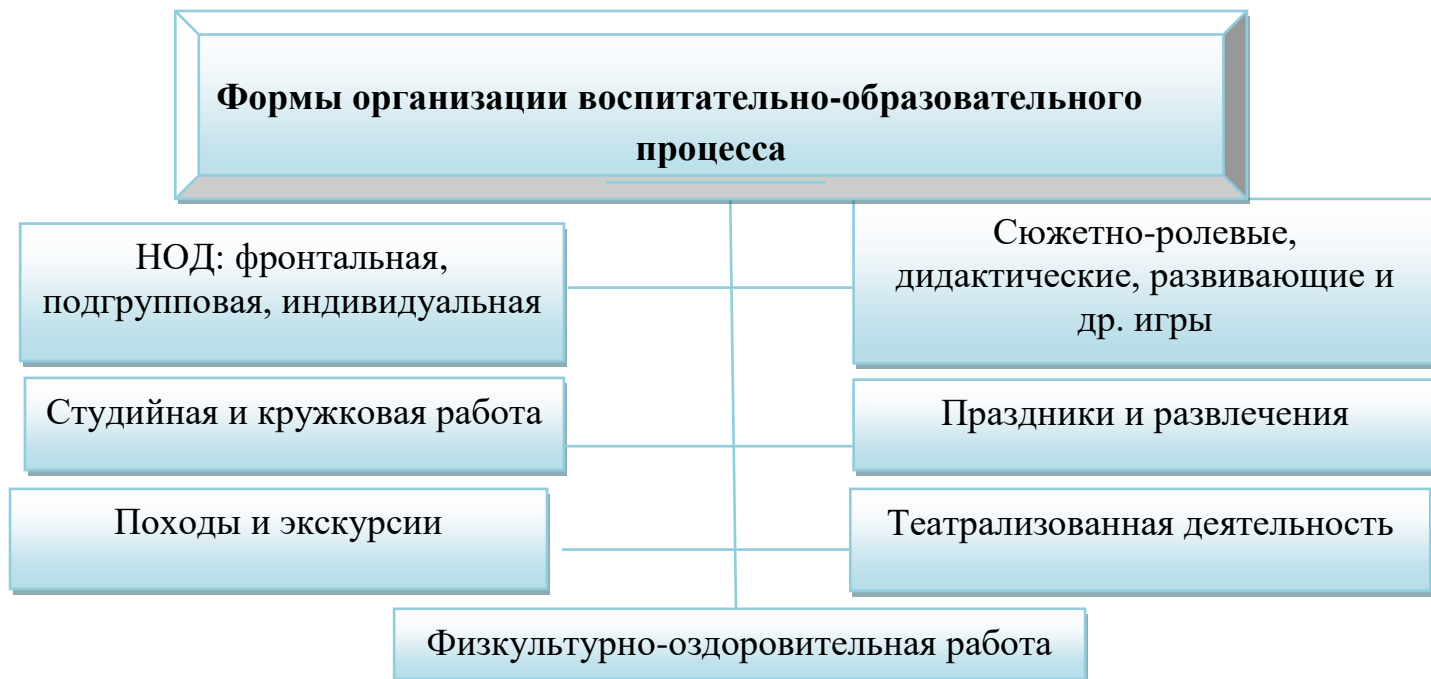 Формы организации воспитательно-образовательного
процесса
НОД: фронтальная,
подгрупповая, индивидуальная
Сюжетно-ролевые,
дидактические, развивающие и
др. игры
Студийная и кружковая работа
Праздники и развлечения
Походы и экскурсии
Театрализованная деятельность
Физкультурно-оздоровительная работа